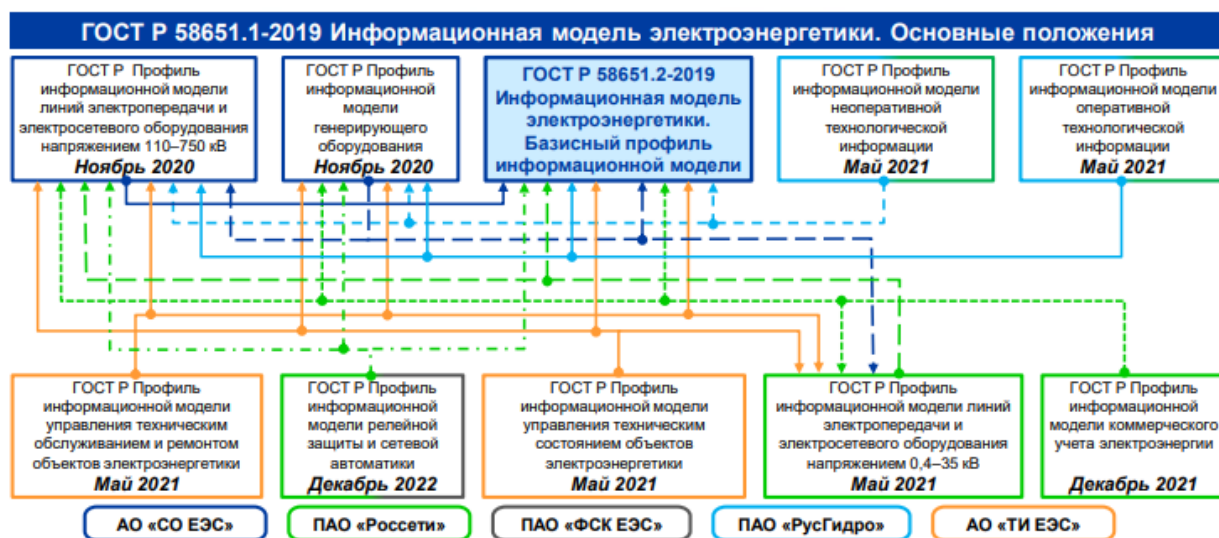 ГОСТ Р 58651.1-2019 Информационная модель электроэнергетики. Основные положения
ГОСТ Р Профиль
информационной модели
линий электропередачи и
электросетевого оборудования
напряжением 110–750 кВ
Ноябрь 2020
ГОСТ Р Профиль
информационной
модели
генерирующего
оборудования
Ноябрь 2020
ГОСТ Р 58651.2-2019
Информационная модель
электроэнергетики.
Базисный профиль
информационной модели
ГОСТ Р Профиль
информационной модели
неоперативной
технологической
информации
Май 2021
ГОСТ Р Профиль
информационной модели
оперативной
технологической
информации
Май 2021
ГОСТ Р Профиль
информационной модели
управления техническим
обслуживанием и ремонтом
объектов электроэнергетики
Май 2021
ГОСТ Р Профиль
информационной
модели релейной
защиты и сетевой
автоматики
Декабрь 2022
ГОСТ Р Профиль
информационной модели
управления техническим
состоянием объектов
электроэнергетики
Май 2021
ГОСТ Р Профиль
информационной модели линий
электропередачи и
электросетевого оборудования
напряжением 0,4–35 кВ
Май 2021
ГОСТ Р Профиль
информационной
модели коммерческого
учета электроэнергии
Декабрь 2021
АО «СО ЕЭС»
ПАО «Россети»
ПАО «ФСК ЕЭС»
ПАО «РусГидро»
АО «ТИ ЕЭС»